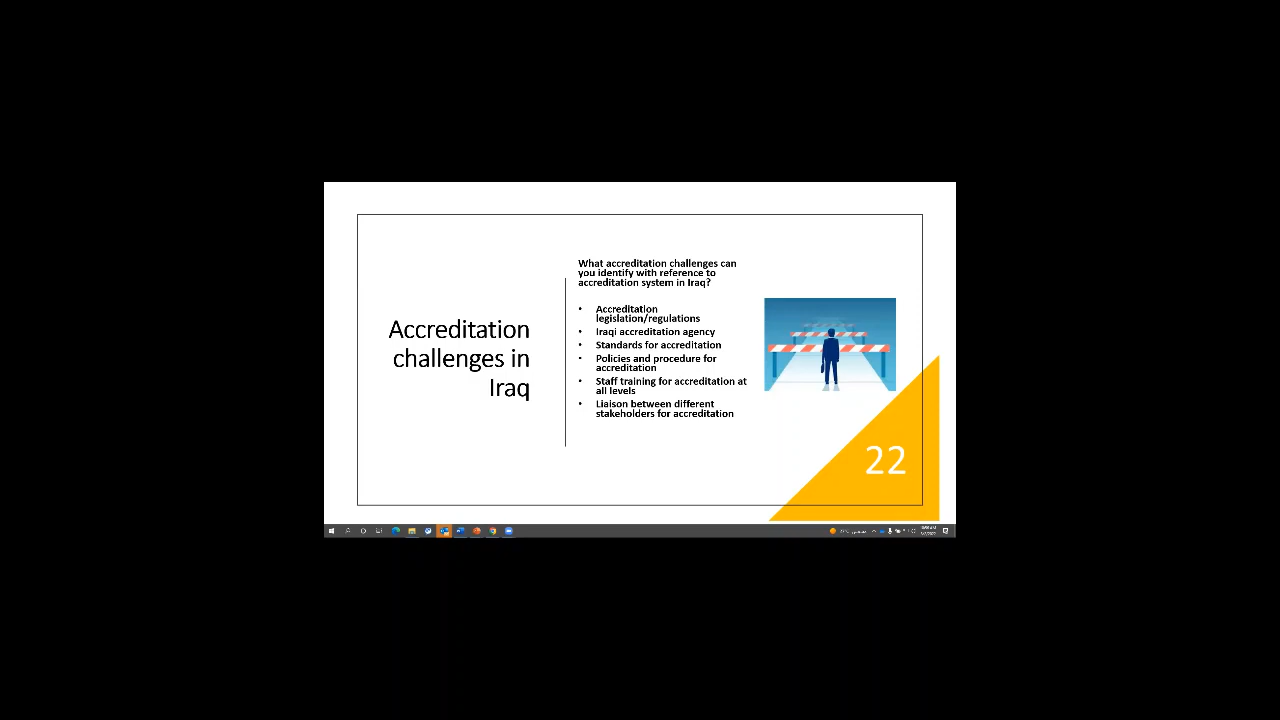 Accreditation
challenges in
Iraq
What accreditation challenges can
you identify with reference to
accreditation system in Iraq?
• Accreditation
legislation/regulations
• Iraqi accreditation agency
• Standards for accreditation
• Policies and procedure for
accreditation
• Staff training for accreditation at
all levels
• Liaison between different
stakeholders for accreditation
22